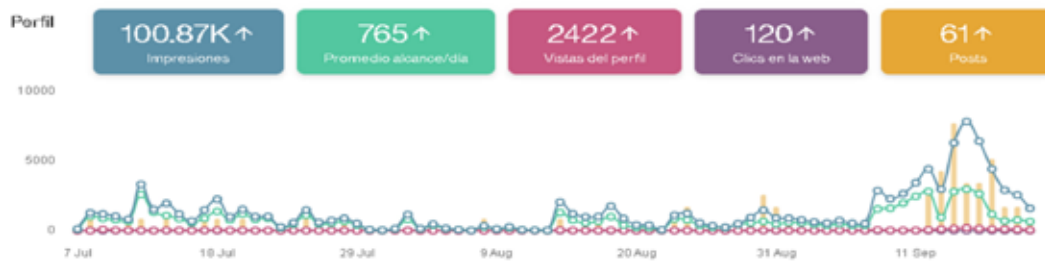 Perfil
100.87K↑
Impresiones
765↑
Promedio alcance/día
2422↑
Vistas del perfil
120↑
Clics en la web
61↑
Posts
10000
5000
0
7 Jul 18 Jul 29 Jul 9 Aug 20 Aug 31 Aug 11 Sep